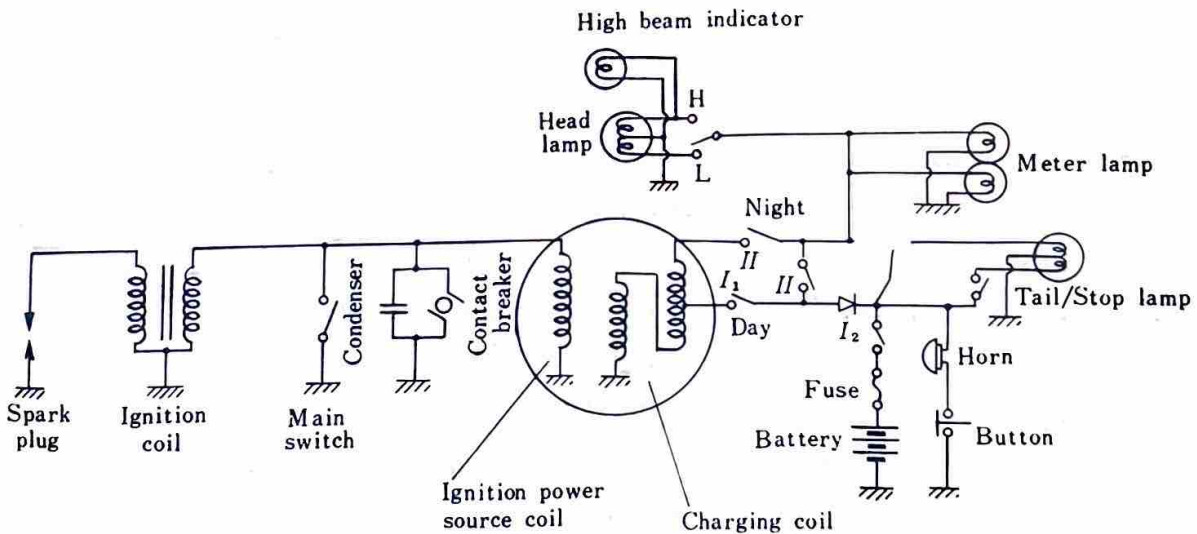 High beam indicator
H
Head
lamp
L
Meter lamp
Night
II
II
I₁
Day
I₂
Tail/Stop lamp
Condenser
Contact
breaker
Horn
Fuse
Battery
Button
Spark
plug
Ignition
coil
Main
switch
Ignition power
source coil
Charging coil